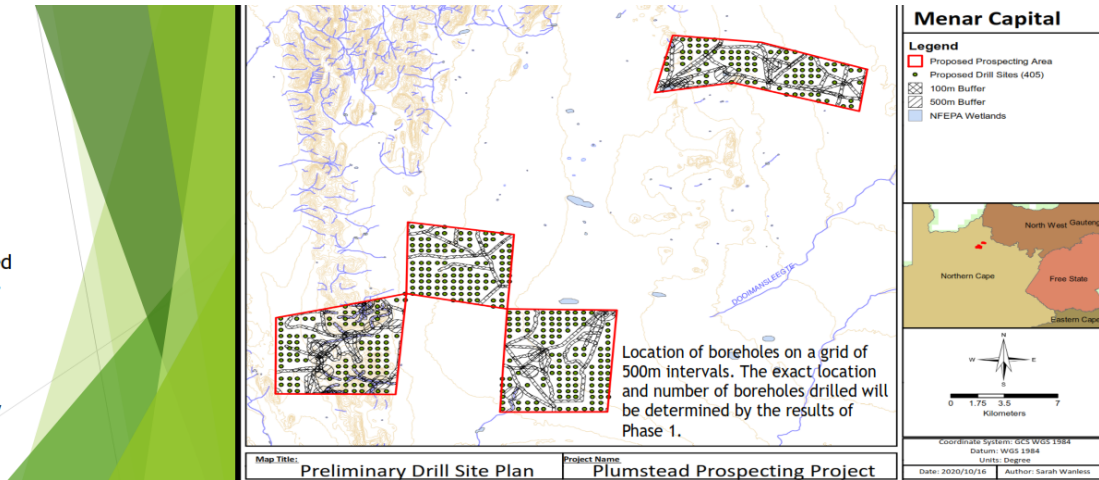 ed
Menar Capital
Legend
Proposed Prospecting Area
Proposed Drill Sites (405)
100m Buffer
500m Buffer
NFEPA Wetlands
DOOIMANSLEEGTE
North West
Gauteng
Northern Cape
Free State
Eastern Cape
N
W
E
S
0 1.75 3.5 7
Kilometers
Location of boreholes on a grid of
500m intervals. The exact location
and number of boreholes drilled will
be determined by the results of
Phase 1.
Map Title:
Preliminary Drill Site Plan
Project Name
Plumstead Prospecting Project
Coordinate System: GCS WGS 1984
Datum: WGS 1984
Units: Degree
Date: 2020/10/16
Author: Sarah Wanless